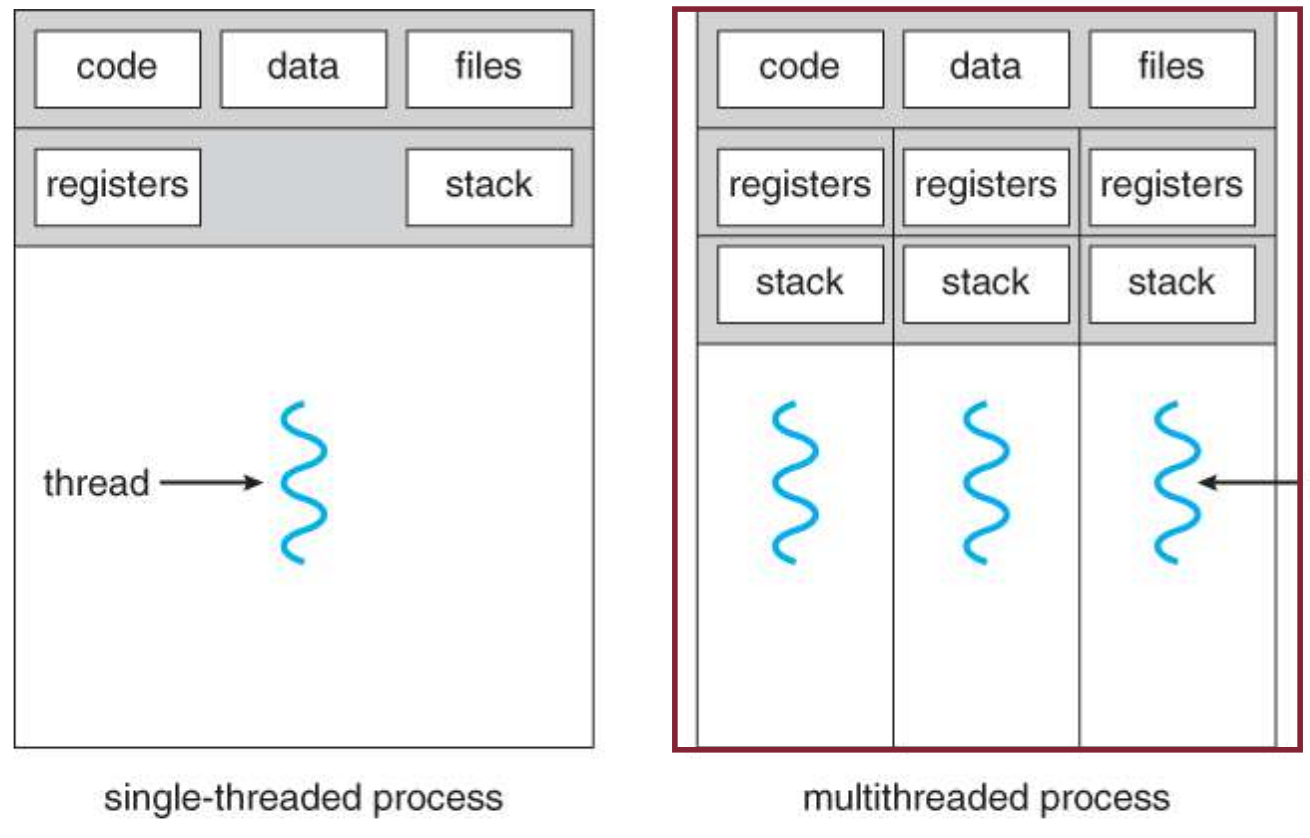 code data files
registers stack
thread
single-threaded process
code data files
registers registers registers
stack stack stack
multithreaded process